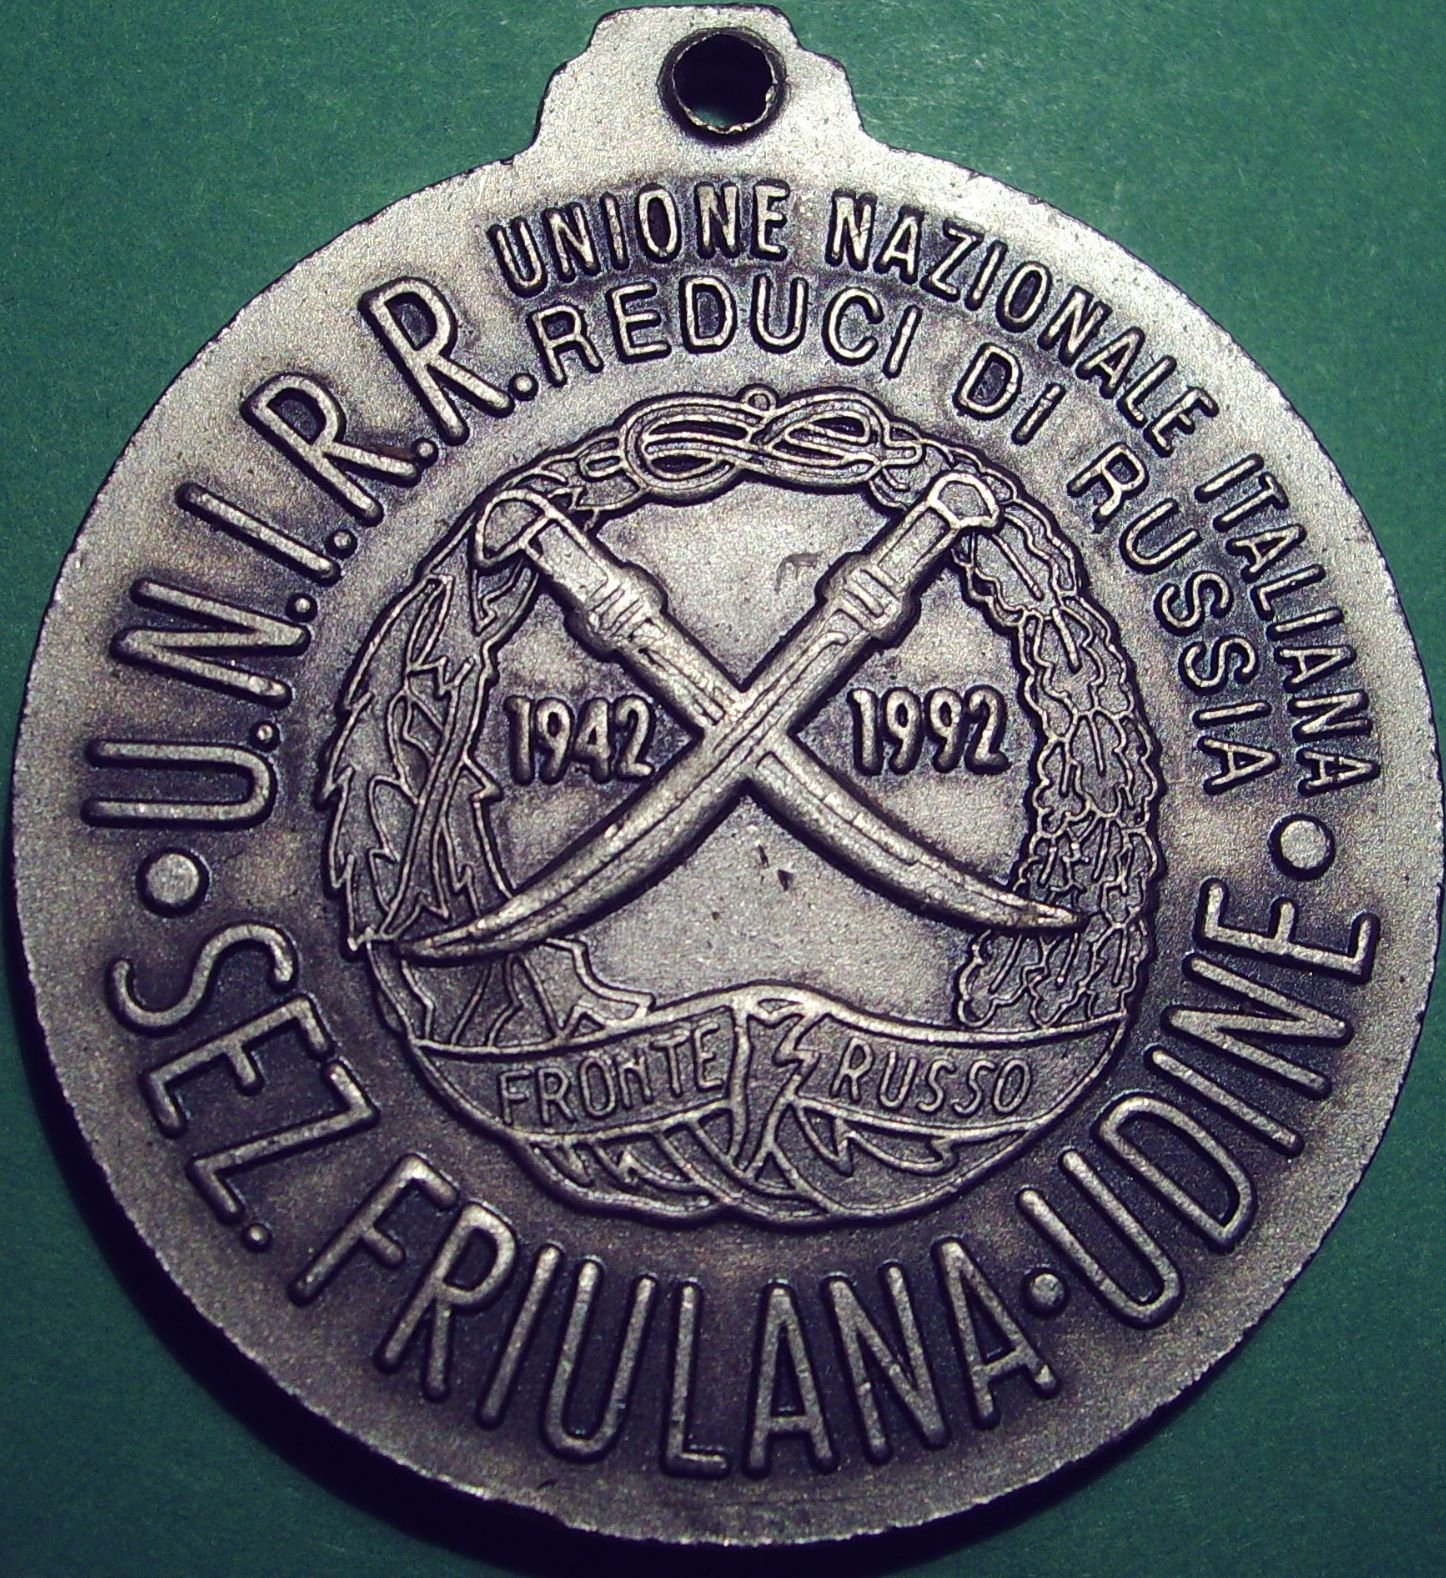 U.N.I.R.R. UNIONE NAZIONALE ITALIANA
REDUCI DI RUSSIA
1942 1992
FRONTE RUSSO
• SEZ. FRIULANA • UDINE •